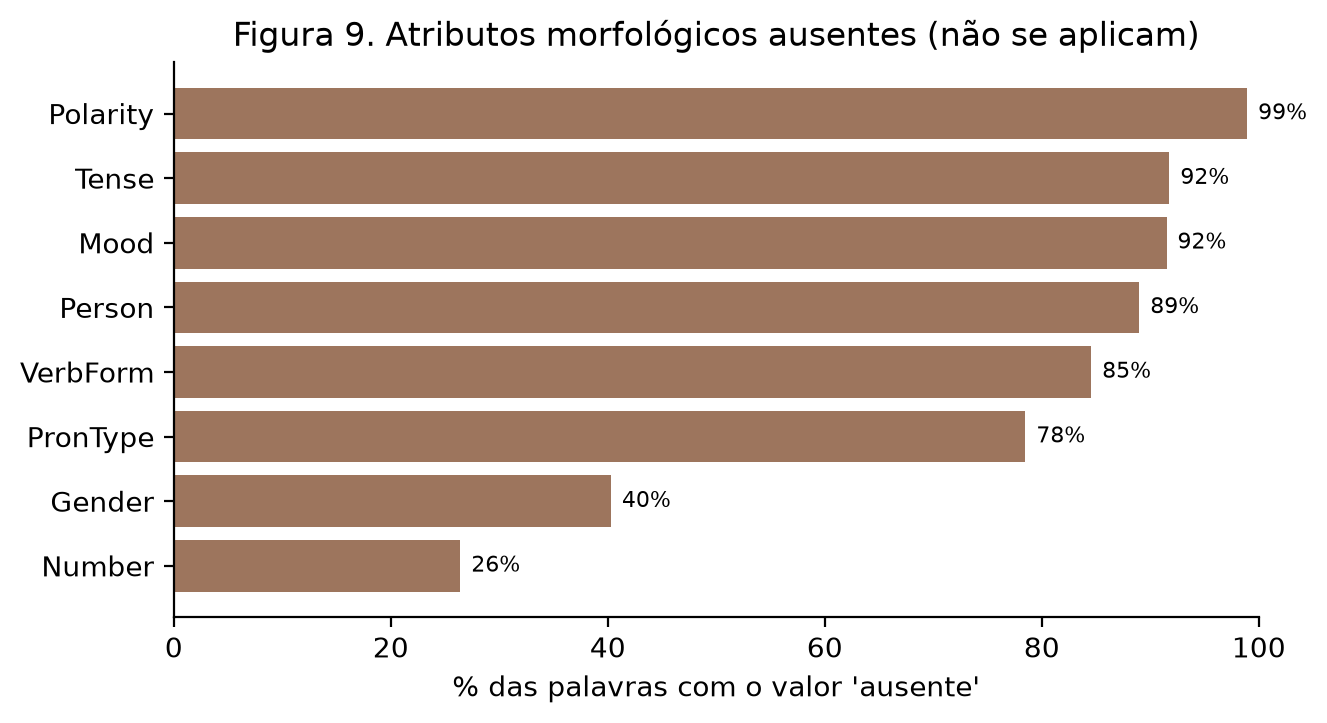 Figura 9. Atributos morfológicos ausentes (não se aplicam)
Polarity 99%
Tense 92%
Mood 92%
Person 89%
VerbForm 85%
PronType 78%
Gender 40%
Number 26%
0 20 40 60 80 100
% das palavras com o valor 'ausente'